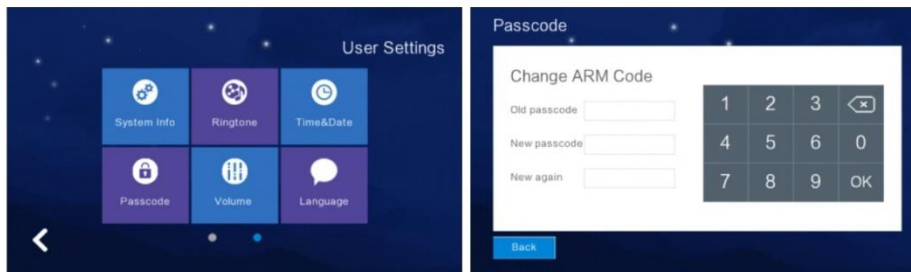 User Settings
System Info
Ringtone
Time&Date
Passcode
Volume
Language
Passcode
Change ARM Code
Old passcode
New passcode
New again
1 2 3
4 5 6 0
7 8 9 OK
Back